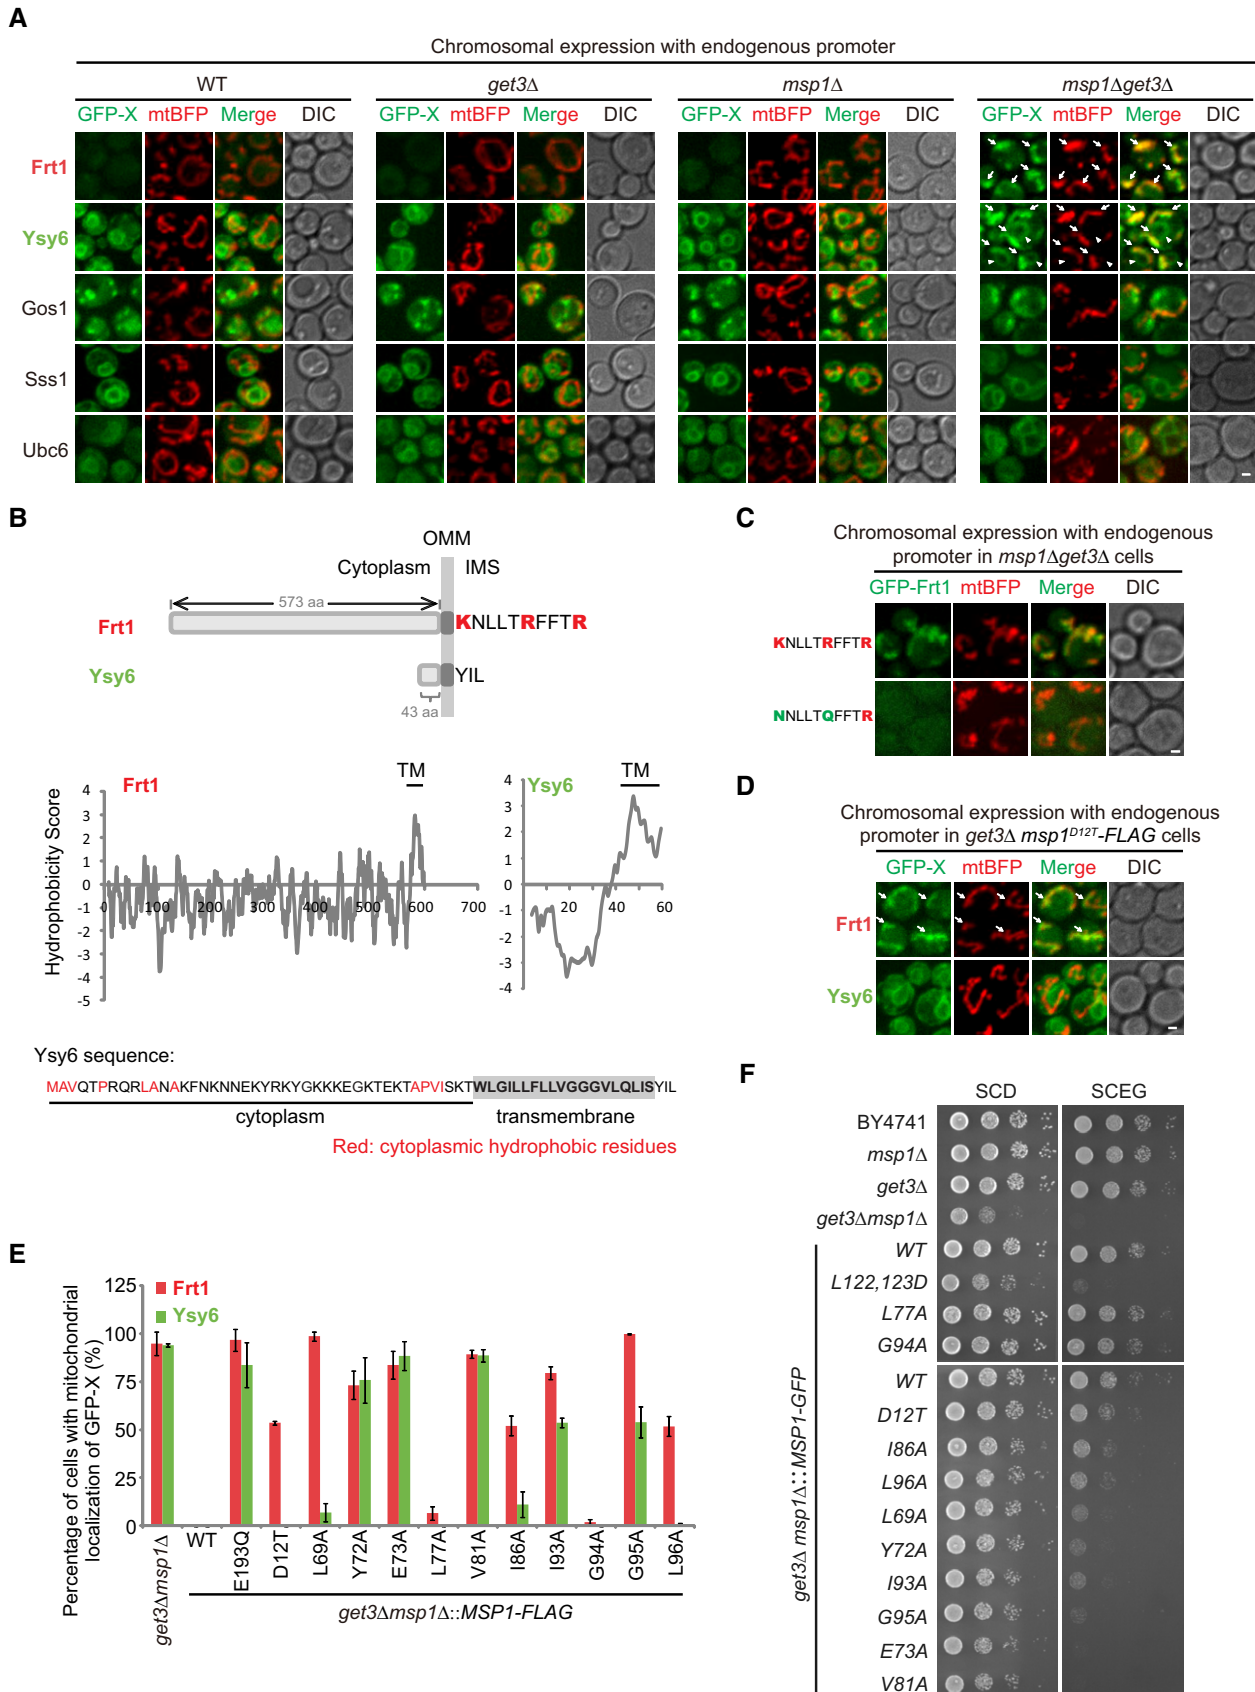 A
Chromosomal expression with endogenous promoter
WT
get3Δ
msp1Δ
msp1Δget3Δ
GFP-X mtBFP Merge DIC
GFP-X mtBFP Merge DIC
GFP-X mtBFP Merge DIC
GFP-X mtBFP Merge DIC
Frt1
Ysy6
Gos1
Sss1
Ubc6
B
OMM
Cytoplasm
IMS
573 aa
Frt1
KNLLTRFFTR
Ysy6
YIL
43 aa
Hydrophobicity Score
Frt1
TM
4
3
2
1
0
-1
-2
-3
-4
-5
0 100 200 300 400 500 600 700
Ysy6
TM
4
3
2
1
0
-1
-2
-3
-4
20 40 60
Ysy6 sequence:
MAVQTPRQRLANAKFNKNNEKYRKYGKKKEGKTEKTAPVISKTWLGILLFLLVGGGVLQLISYIL
cytoplasm
transmembrane
Red: cytoplasmic hydrophobic residues
C
Chromosomal expression with endogenous
promoter in msp1Δget3Δ cells
GFP-Frt1 mtBFP Merge DIC
KNLLTRFFTR
NNLLTQFFTR
D
Chromosomal expression with endogenous
promoter in get3Δ msp1D12T-FLAG cells
GFP-X mtBFP Merge DIC
Frt1
Ysy6
E
Percentage of cells with mitochondrial
localization of GFP-X (%)
125
100
75
50
25
0
Frt1
Ysy6
get3Δmsp1Δ
WT
E193Q
D12T
L69A
Y72A
E73A
L77A
V81A
I86A
I93A
G94A
G95A
L96A
get3Δmsp1Δ::MSP1-FLAG
F
SCD
SCEG
BY4741
msp1Δ
get3Δ
get3Δmsp1Δ
get3Δ msp1Δ::MSP1-GFP
WT
L122,123D
L77A
G94A
WT
D12T
I86A
L96A
L69A
Y72A
I93A
G95A
E73A
V81A